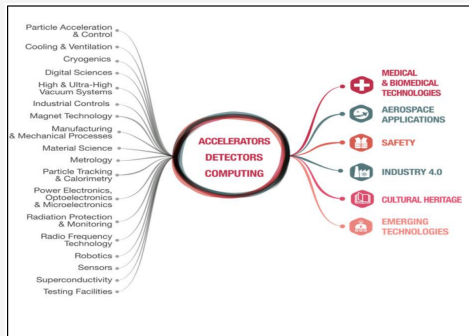 Particle Acceleration
& Control
Cooling & Ventilation
Cryogenics
Digital Sciences
High & Ultra-High
Vacuum Systems
Industrial Controls
Magnet Technology
Manufacturing
& Mechanical Processes
Material Science
Metrology
Particle Tracking
& Calorimetry
Power Electronics,
Optoelectronics
& Microelectronics
Radiation Protection
& Monitoring
Radio Frequency
Technology
Robotics
Sensors
Superconductivity
Testing Facilities
ACCELERATORS
DETECTORS
COMPUTING
MEDICAL
& BIOMEDICAL
TECHNOLOGIES
AEROSPACE
APPLICATIONS
SAFETY
INDUSTRY 4.0
CULTURAL HERITAGE
EMERGING
TECHNOLOGIES